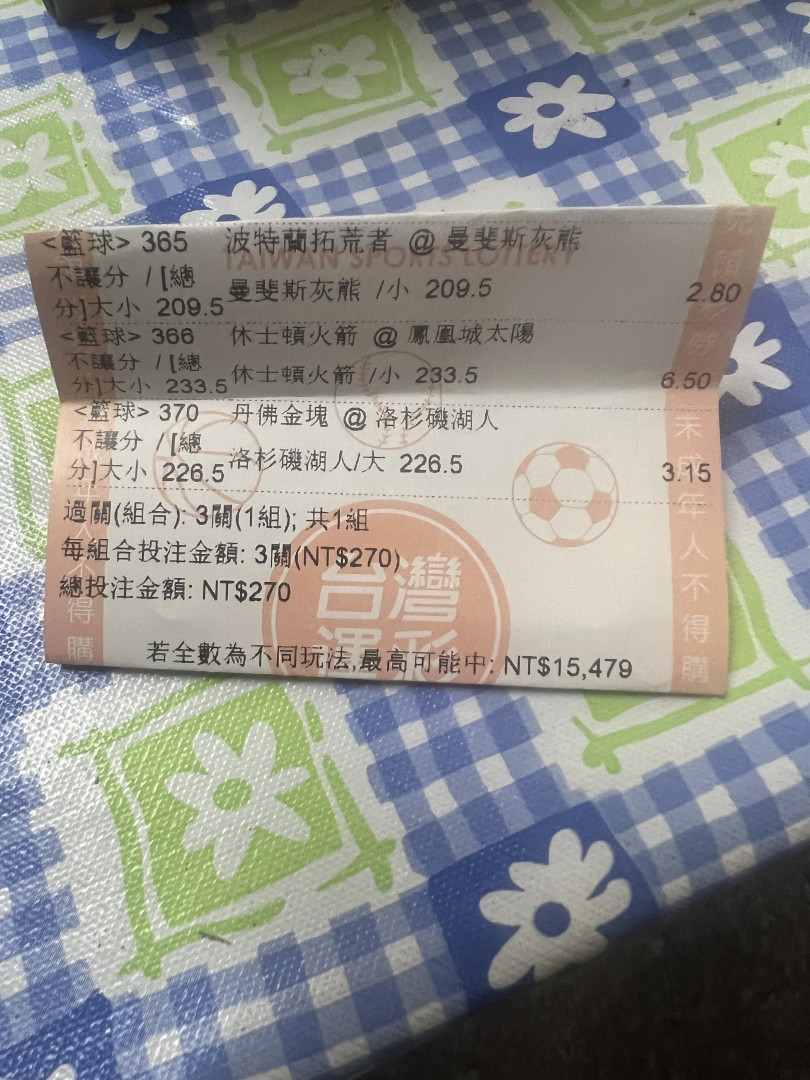 <籃球> 365 波特蘭拓荒者 @ 曼斐斯灰熊
TAIWAN SPORTS LOTTERY
不讓分 / [總
分]大小 209.5 曼斐斯灰熊 /小 209.5 2.80
<籃球> 366 休士頓火箭 @ 鳳凰城太陽
不讓分 / [總
分]大小 233.5 休士頓火箭 /小 233.5 6.50
<籃球> 370 丹佛金塊 @ 洛杉磯湖人
不讓分 / [總
分]大小 226.5 洛杉磯湖人/大 226.5 3.15
過關(組合): 3關(1組); 共1組
每組合投注金額: 3關(NT$270)
總投注金額: NT$270
台灣
運彩
若全數為不同玩法,最高可能中: NT$15,479
未成年人不得購
人不得購